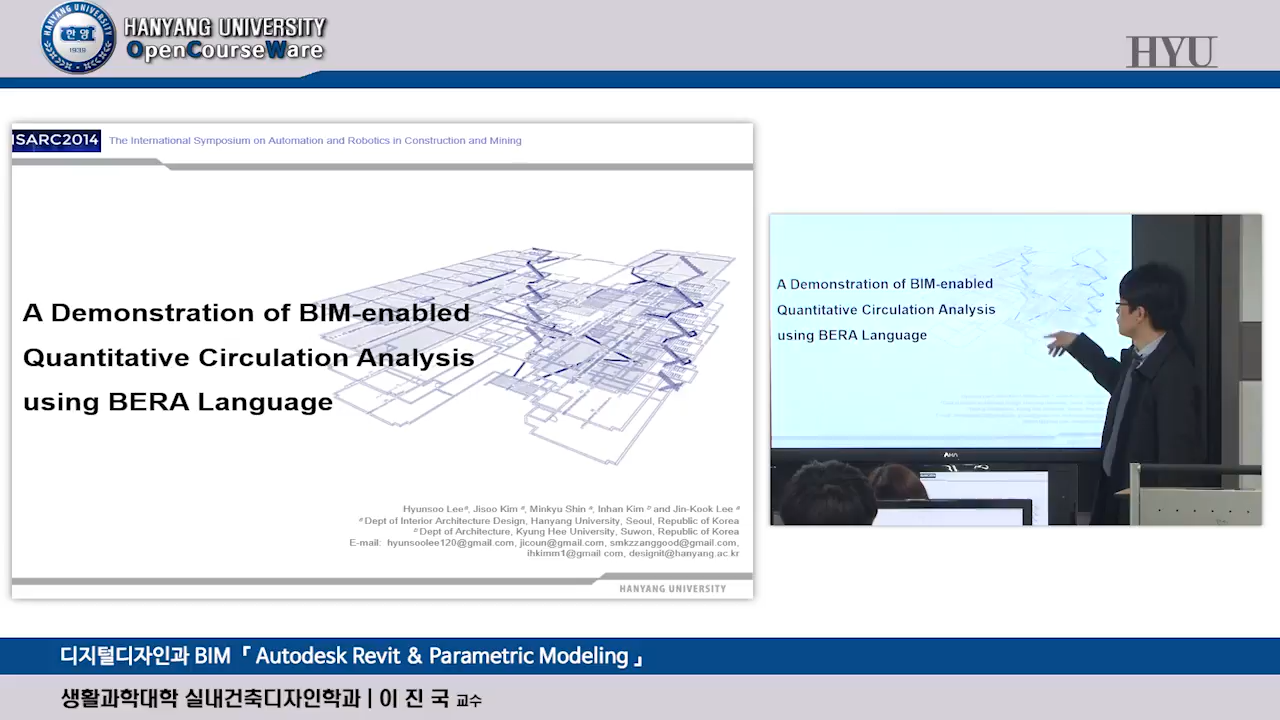 HANYANG UNIVERSITY
한양
1939
HANYANG UNIVERSITY
OpenCourseWare
HYU
ISARC2014 The International Symposium on Automation and Robotics in Construction and Mining
A Demonstration of BIM-enabled
Quantitative Circulation Analysis
using BERA Language
Hyunsoo Lee ª, Jisoo Kim ª, Minkyu Shin ª, Inhan Kim ᵇ and Jin-Kook Lee ª
ª Dept of Interior Architecture Design, Hanyang University, Seoul, Republic of Korea
ᵇ Dept of Architecture, Kyung Hee University, Suwon, Republic of Korea
E-mail: hyunsoolee120@gmail.com, jicoun@gmail.com, smkzzanggood@gmail.com,
ihkimm1@gmail.com, designit@hanyang.ac.kr
HANYANG UNIVERSITY
A Demonstration of BIM-enabled
Quantitative Circulation Analysis
using BERA Language
디지털디자인과 BIM 「 Autodesk Revit & Parametric Modeling 」
생활과학대학 실내건축디자인학과 | 이 진 국 교수